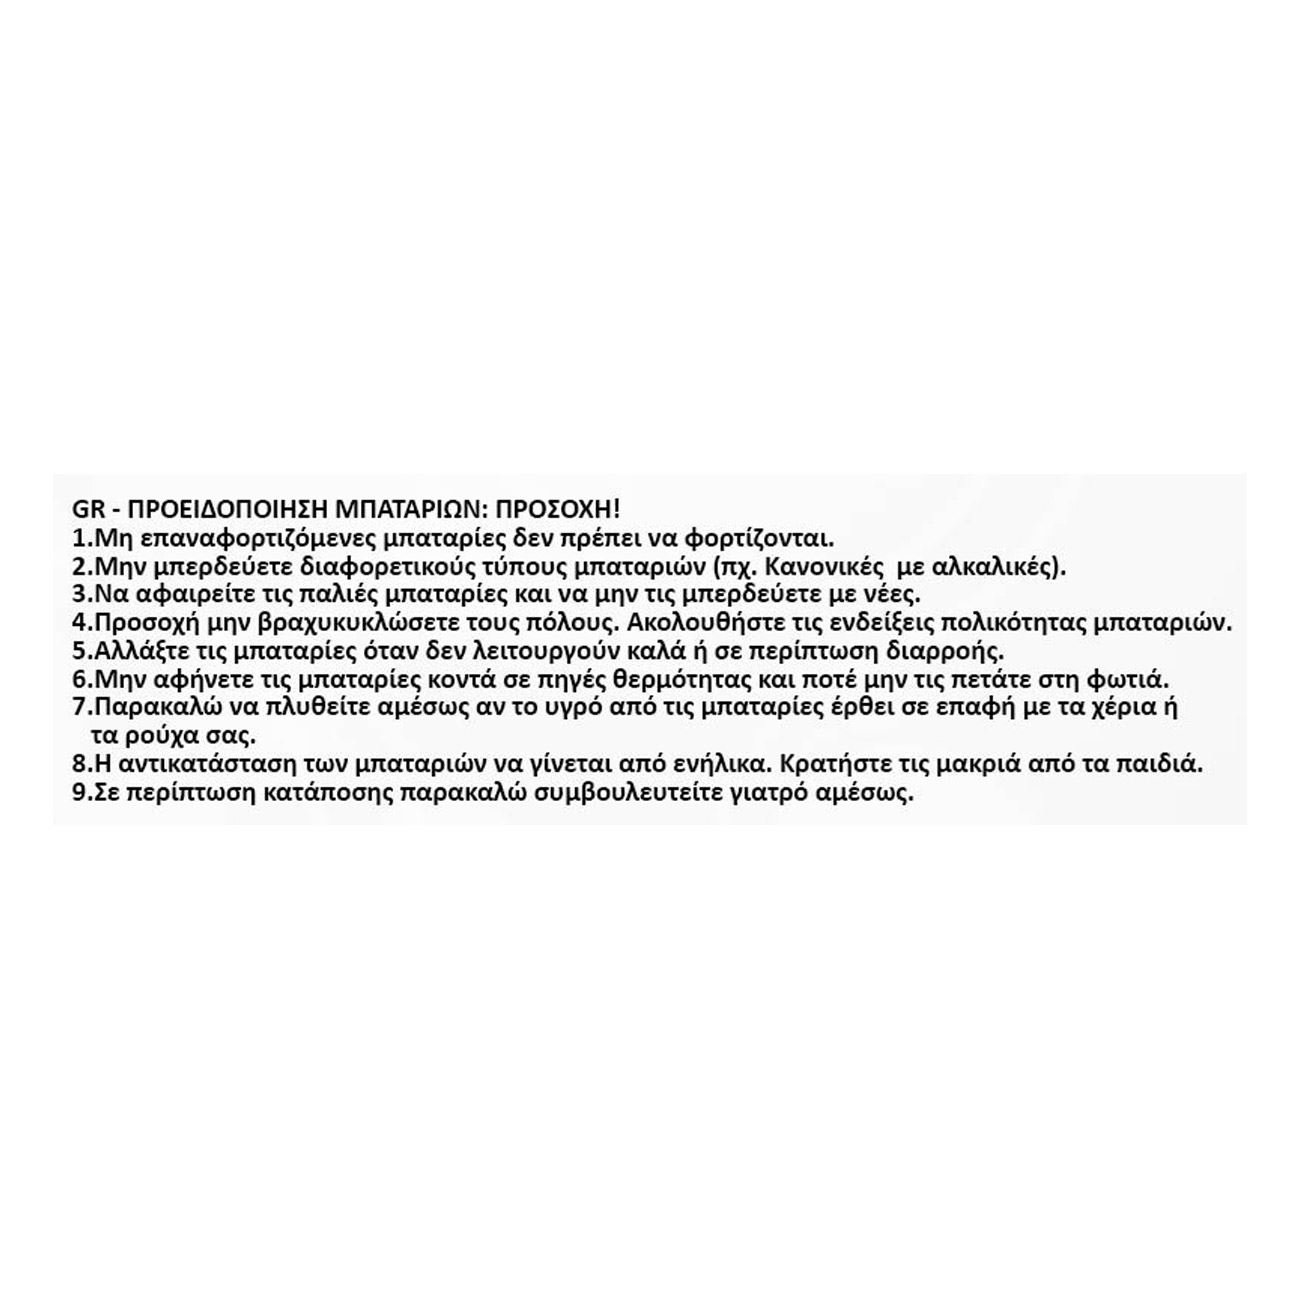 GR - ΠΡΟΕΙΔΟΠΟΙΗΣΗ ΜΠΑΤΑΡΙΩΝ: ΠΡΟΣΟΧΗ!
1.Μη επαναφορτιζόμενες μπαταρίες δεν πρέπει να φορτίζονται.
2.Μην μπερδεύετε διαφορετικούς τύπους μπαταριών (πχ. Κανονικές  με αλκαλικές).
3.Να αφαιρείτε τις παλιές μπαταρίες και να μην τις μπερδεύετε με νέες.
4.Προσοχή μην βραχυκυκλώσετε τους πόλους. Ακολουθήστε τις ενδείξεις πολικότητας μπαταριών.
5.Αλλάξτε τις μπαταρίες όταν δεν λειτουργούν καλά ή σε περίπτωση διαρροής.
6.Μην αφήνετε τις μπαταρίες κοντά σε πηγές θερμότητας και ποτέ μην τις πετάτε στη φωτιά.
7.Παρακαλώ να πλυθείτε αμέσως αν το υγρό από τις μπαταρίες έρθει σε επαφή με τα χέρια ή
τα ρούχα σας.
8.Η αντικατάσταση των μπαταριών να γίνεται από ενήλικα. Κρατήστε τις μακριά από τα παιδιά.
9.Σε περίπτωση κατάποσης παρακαλώ συμβουλευτείτε γιατρό αμέσως.